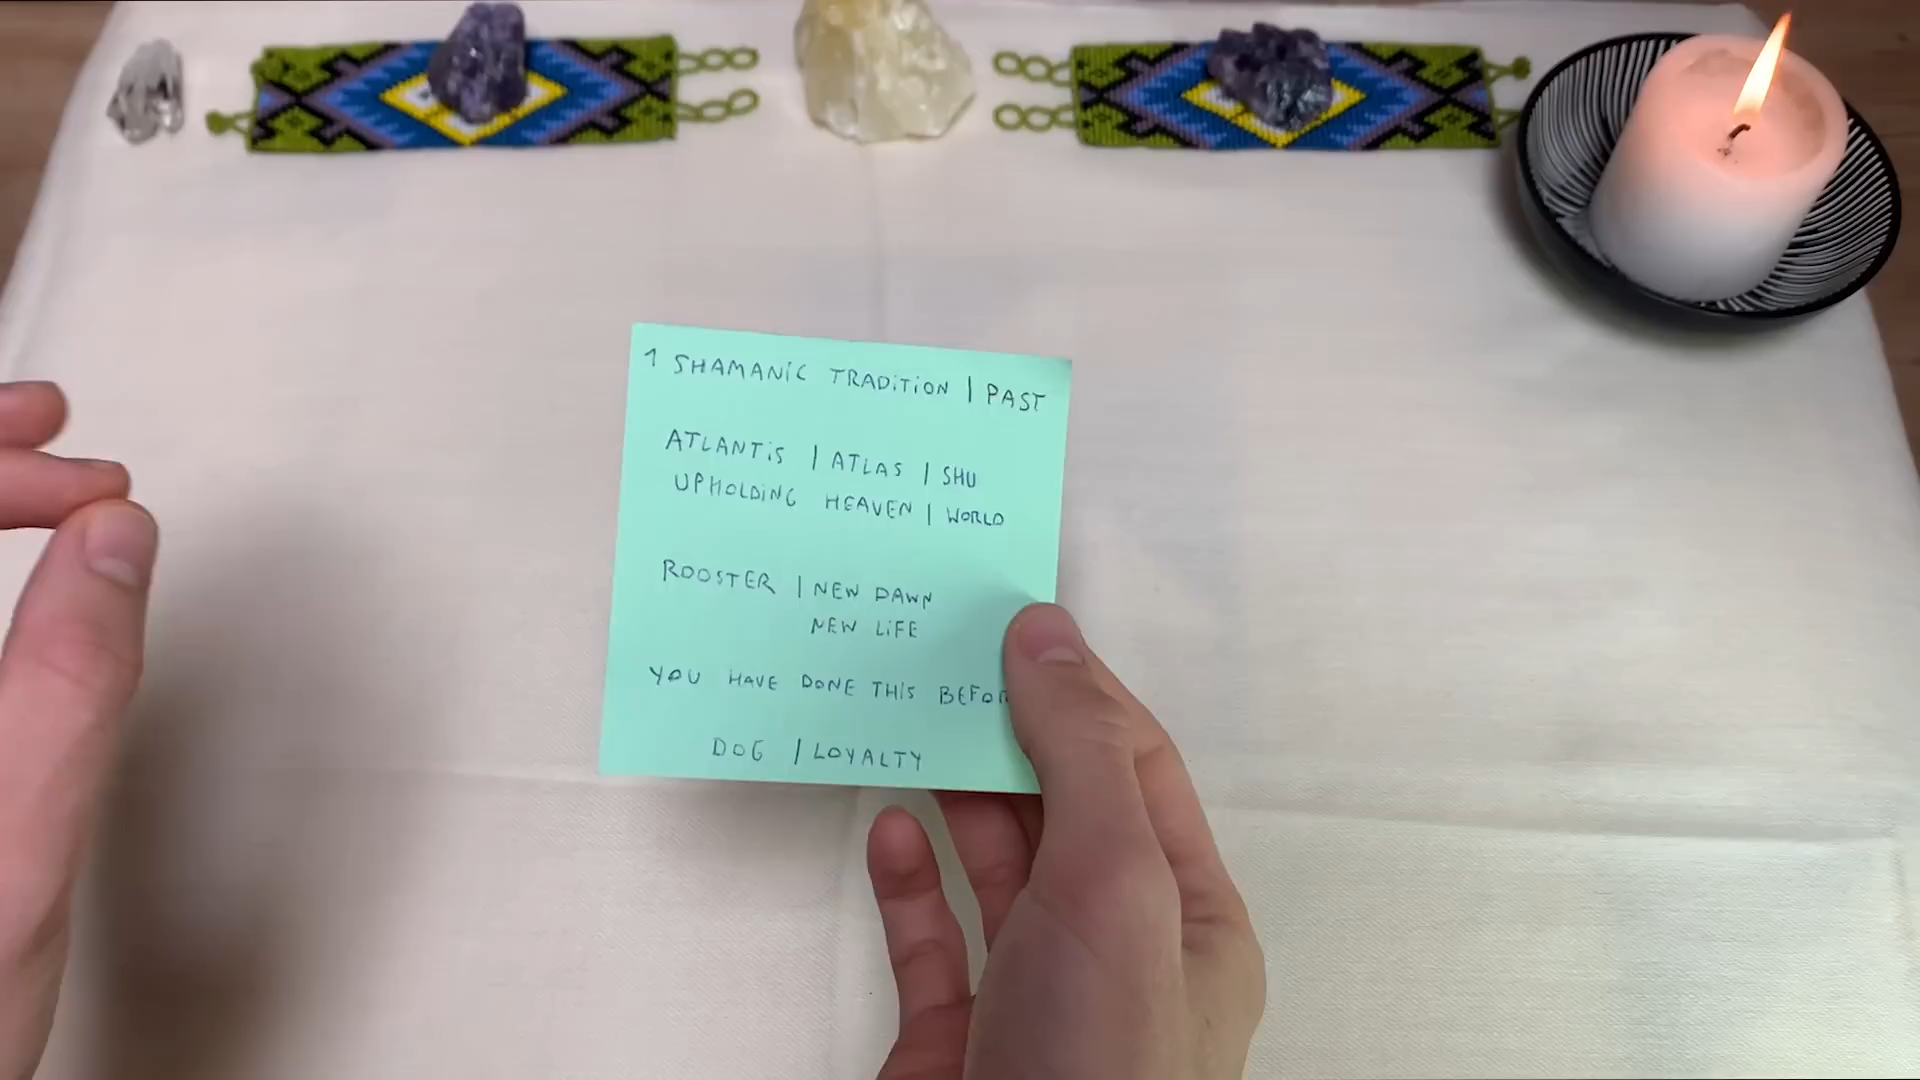 1 SHAMANiC TRADiTiON | PAST
ATLANTiS | ATLAS | SHU
UPHOLDiNG HEAVEN | WORLD
ROOSTER | NEW DAWN
NEW LiFE
YOU HAVE DONE THiS BEFOR
DOG | LOYALTY